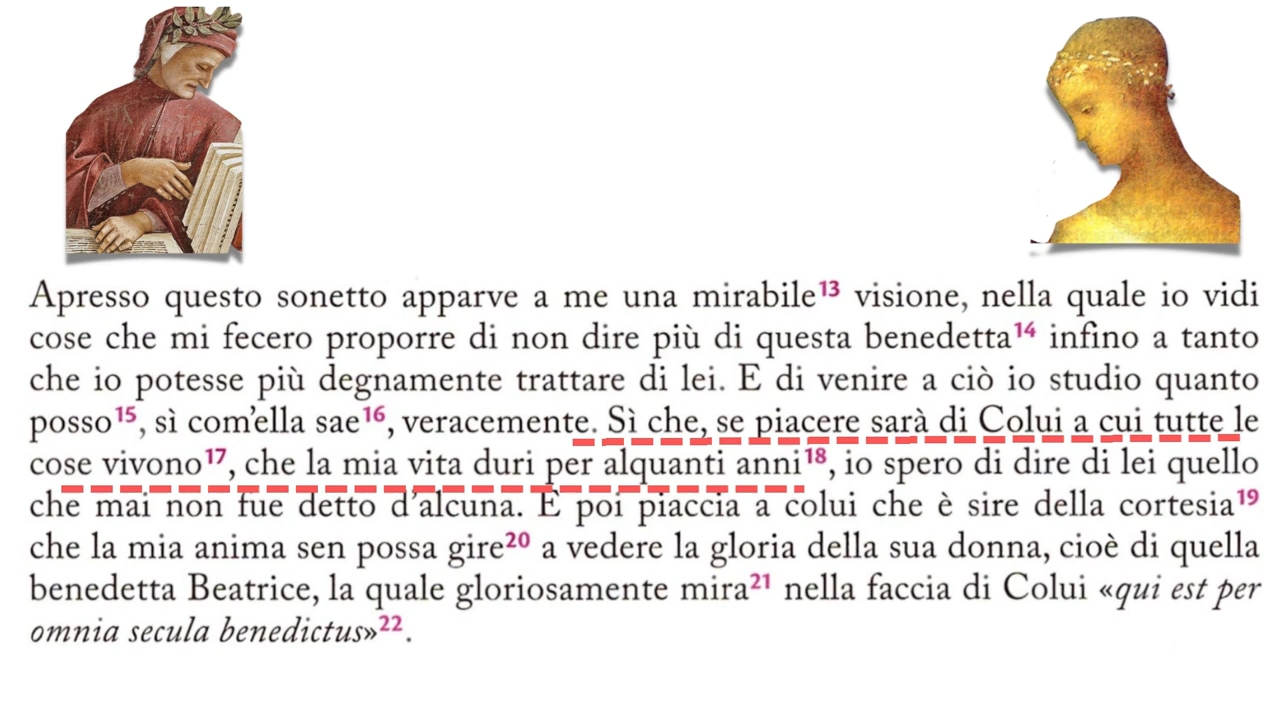 Apresso questo sonetto apparve a me una mirabile13 visione, nella quale io vidi
cose che mi fecero proporre di non dire più di questa benedetta14 infino a tanto
che io potesse più degnamente trattare di lei. E di venire a ciò io studio quanto
posso15, sì com'ella sae16, veracemente. Sì che, se piacere sarà di Colui a cui tutte le
cose vivono17, che la mia vita duri per alquanti anni18, io spero di dire di lei quello
che mai non fue detto d'alcuna. E poi piaccia a colui che è sire della cortesia19
che la mia anima sen possa gire20 a vedere la gloria della sua donna, cioè di quella
benedetta Beatrice, la quale gloriosamente mira21 nella faccia di Colui «qui est per
omnia secula benedictus»22.